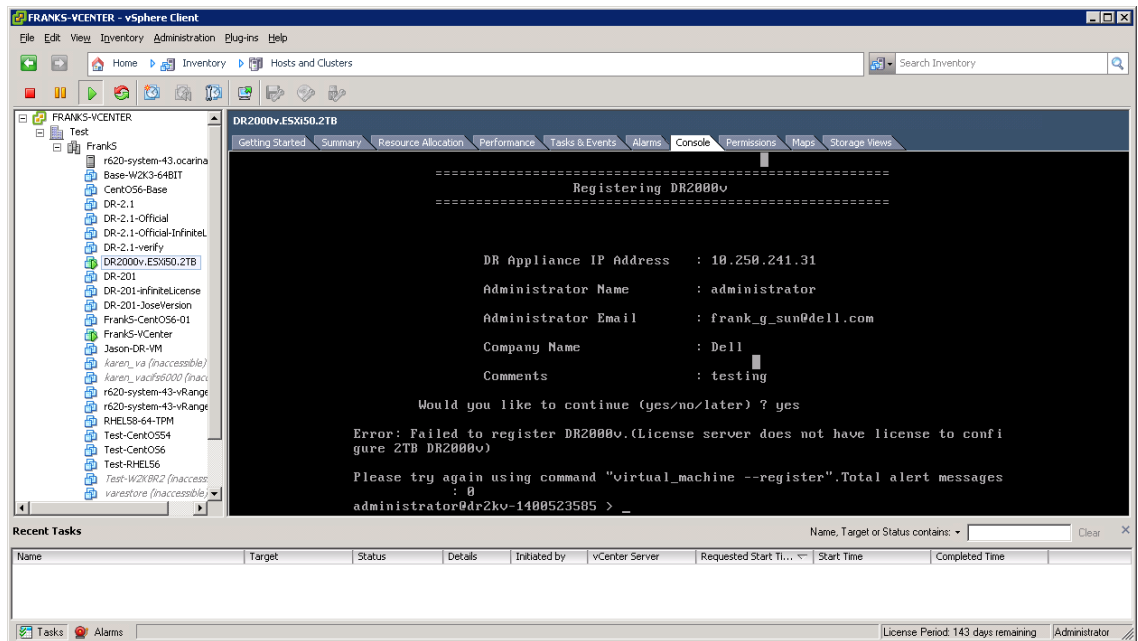 FRANKS-VCENTER - vSphere Client
File Edit View Inventory Administration Plug-ins Help
Home Inventory Hosts and Clusters
Search Inventory
FRANKS-VCENTER
Test
FrankS
r620-system-43.ocarina
Base-W2K3-64BIT
CentOS6-Base
DR-2.1
DR-2.1-Official
DR-2.1-Official-InfiniteL
DR-2.1-verify
DR2000v.ESXi50.2TB
DR-201
DR-201-infiniteLicense
DR-201-JoseVersion
FrankS-CentOS6-01
FrankS-VCenter
Jason-DR-VM
karen_va (inaccessible)
karen_vacifs6000 (inacc
r620-system-43-vRange
r620-system-43-vRange
RHEL58-64-TPM
Test-CentOS54
Test-CentOS6
Test-RHEL56
Test-W2K8R2 (inaccess
varestore (inaccessible)
DR2000v.ESXi50.2TB
Getting Started Summary Resource Allocation Performance Tasks & Events Alarms Console Permissions Maps Storage Views
========================================================
Registering DR2000v
========================================================
DR Appliance IP Address : 10.250.241.31
Administrator Name : administrator
Administrator Email : frank_g_sun@dell.com
Company Name : Dell
Comments : testing
Would you like to continue (yes/no/later) ? yes
Error: Failed to register DR2000v.(License server does not have license to confi
gure 2TB DR2000v)
Please try again using command "virtual_machine --register".Total alert messages
: 0
administrator@dr2kv-1400523585 > _
Recent Tasks
Name, Target or Status contains:
Clear
Name Target Status Details Initiated by vCenter Server Requested Start Ti... Start Time Completed Time
Tasks Alarms
License Period: 143 days remaining Administrator